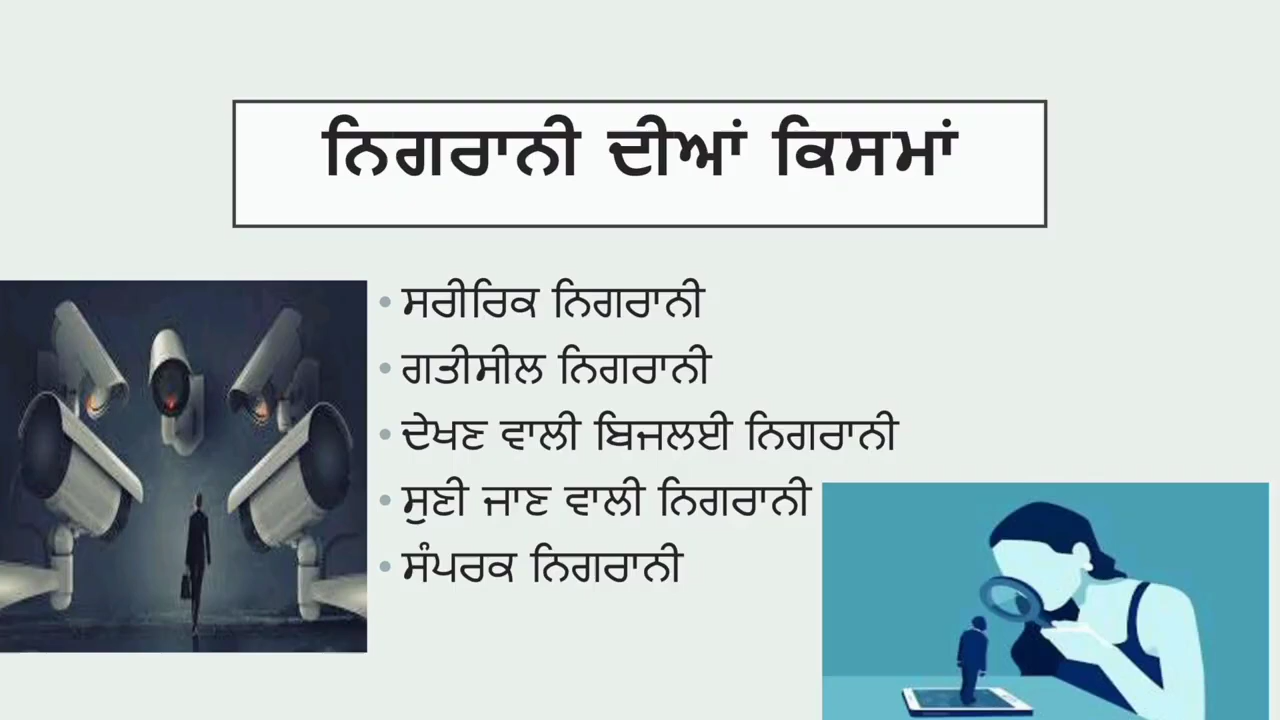 ਨਿਗਰਾਨੀ ਦੀਆਂ ਕਿਸਮਾਂ
• ਸਰੀਰਿਕ ਨਿਗਰਾਨੀ
• ਗਤੀਸੀਲ ਨਿਗਰਾਨੀ
• ਦੇਖਣ ਵਾਲੀ ਬਿਜਲਈ ਨਿਗਰਾਨੀ
• ਸੁਣੀ ਜਾਣ ਵਾਲੀ ਨਿਗਰਾਨੀ
• ਸੰਪਰਕ ਨਿਗਰਾਨੀ